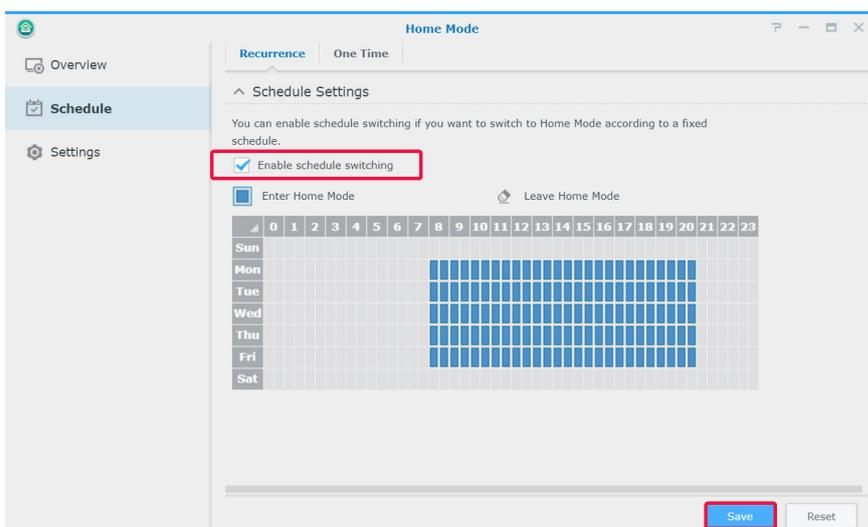 Home Mode
Overview
Schedule
Settings
Recurrence One Time
Schedule Settings
You can enable schedule switching if you want to switch to Home Mode according to a fixed
schedule.
Enable schedule switching
Enter Home Mode Leave Home Mode
0 1 2 3 4 5 6 7 8 9 10 11 12 13 14 15 16 17 18 19 20 21 22 23
Sun
Mon
Tue
Wed
Thu
Fri
Sat
Save Reset